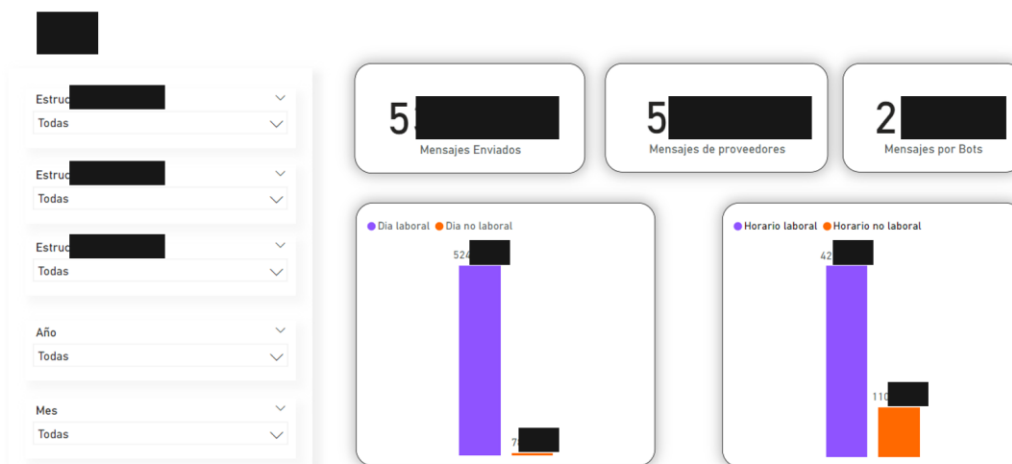 Estruc
Todas
Estruc
Todas
Estruc
Todas
Año
Todas
Mes
Todas
5
Mensajes Enviados
5
Mensajes de proveedores
2
Mensajes por Bots
Dia laboral Dia no laboral
524
Horario laboral Horario no laboral
42
110